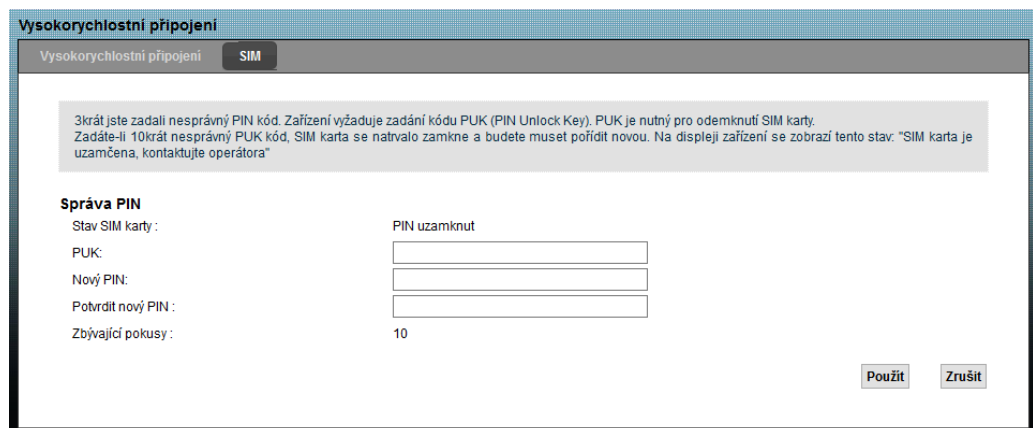 Vysokorychlostní připojení
Vysokorychlostní připojení SIM
3krát jste zadali nesprávný PIN kód. Zařízení vyžaduje zadání kódu PUK (PIN Unlock Key). PUK je nutný pro odemknutí SIM karty.
Zadáte-li 10krát nesprávný PUK kód, SIM karta se natrvalo zamkne a budete muset pořídit novou. Na displeji zařízení se zobrazí tento stav: "SIM karta je
uzamčena, kontaktujte operátora"
Správa PIN
Stav SIM karty : PIN uzamknut
PUK:
Nový PIN:
Potvrdit nový PIN :
Zbývající pokusy : 10
Použít Zrušit